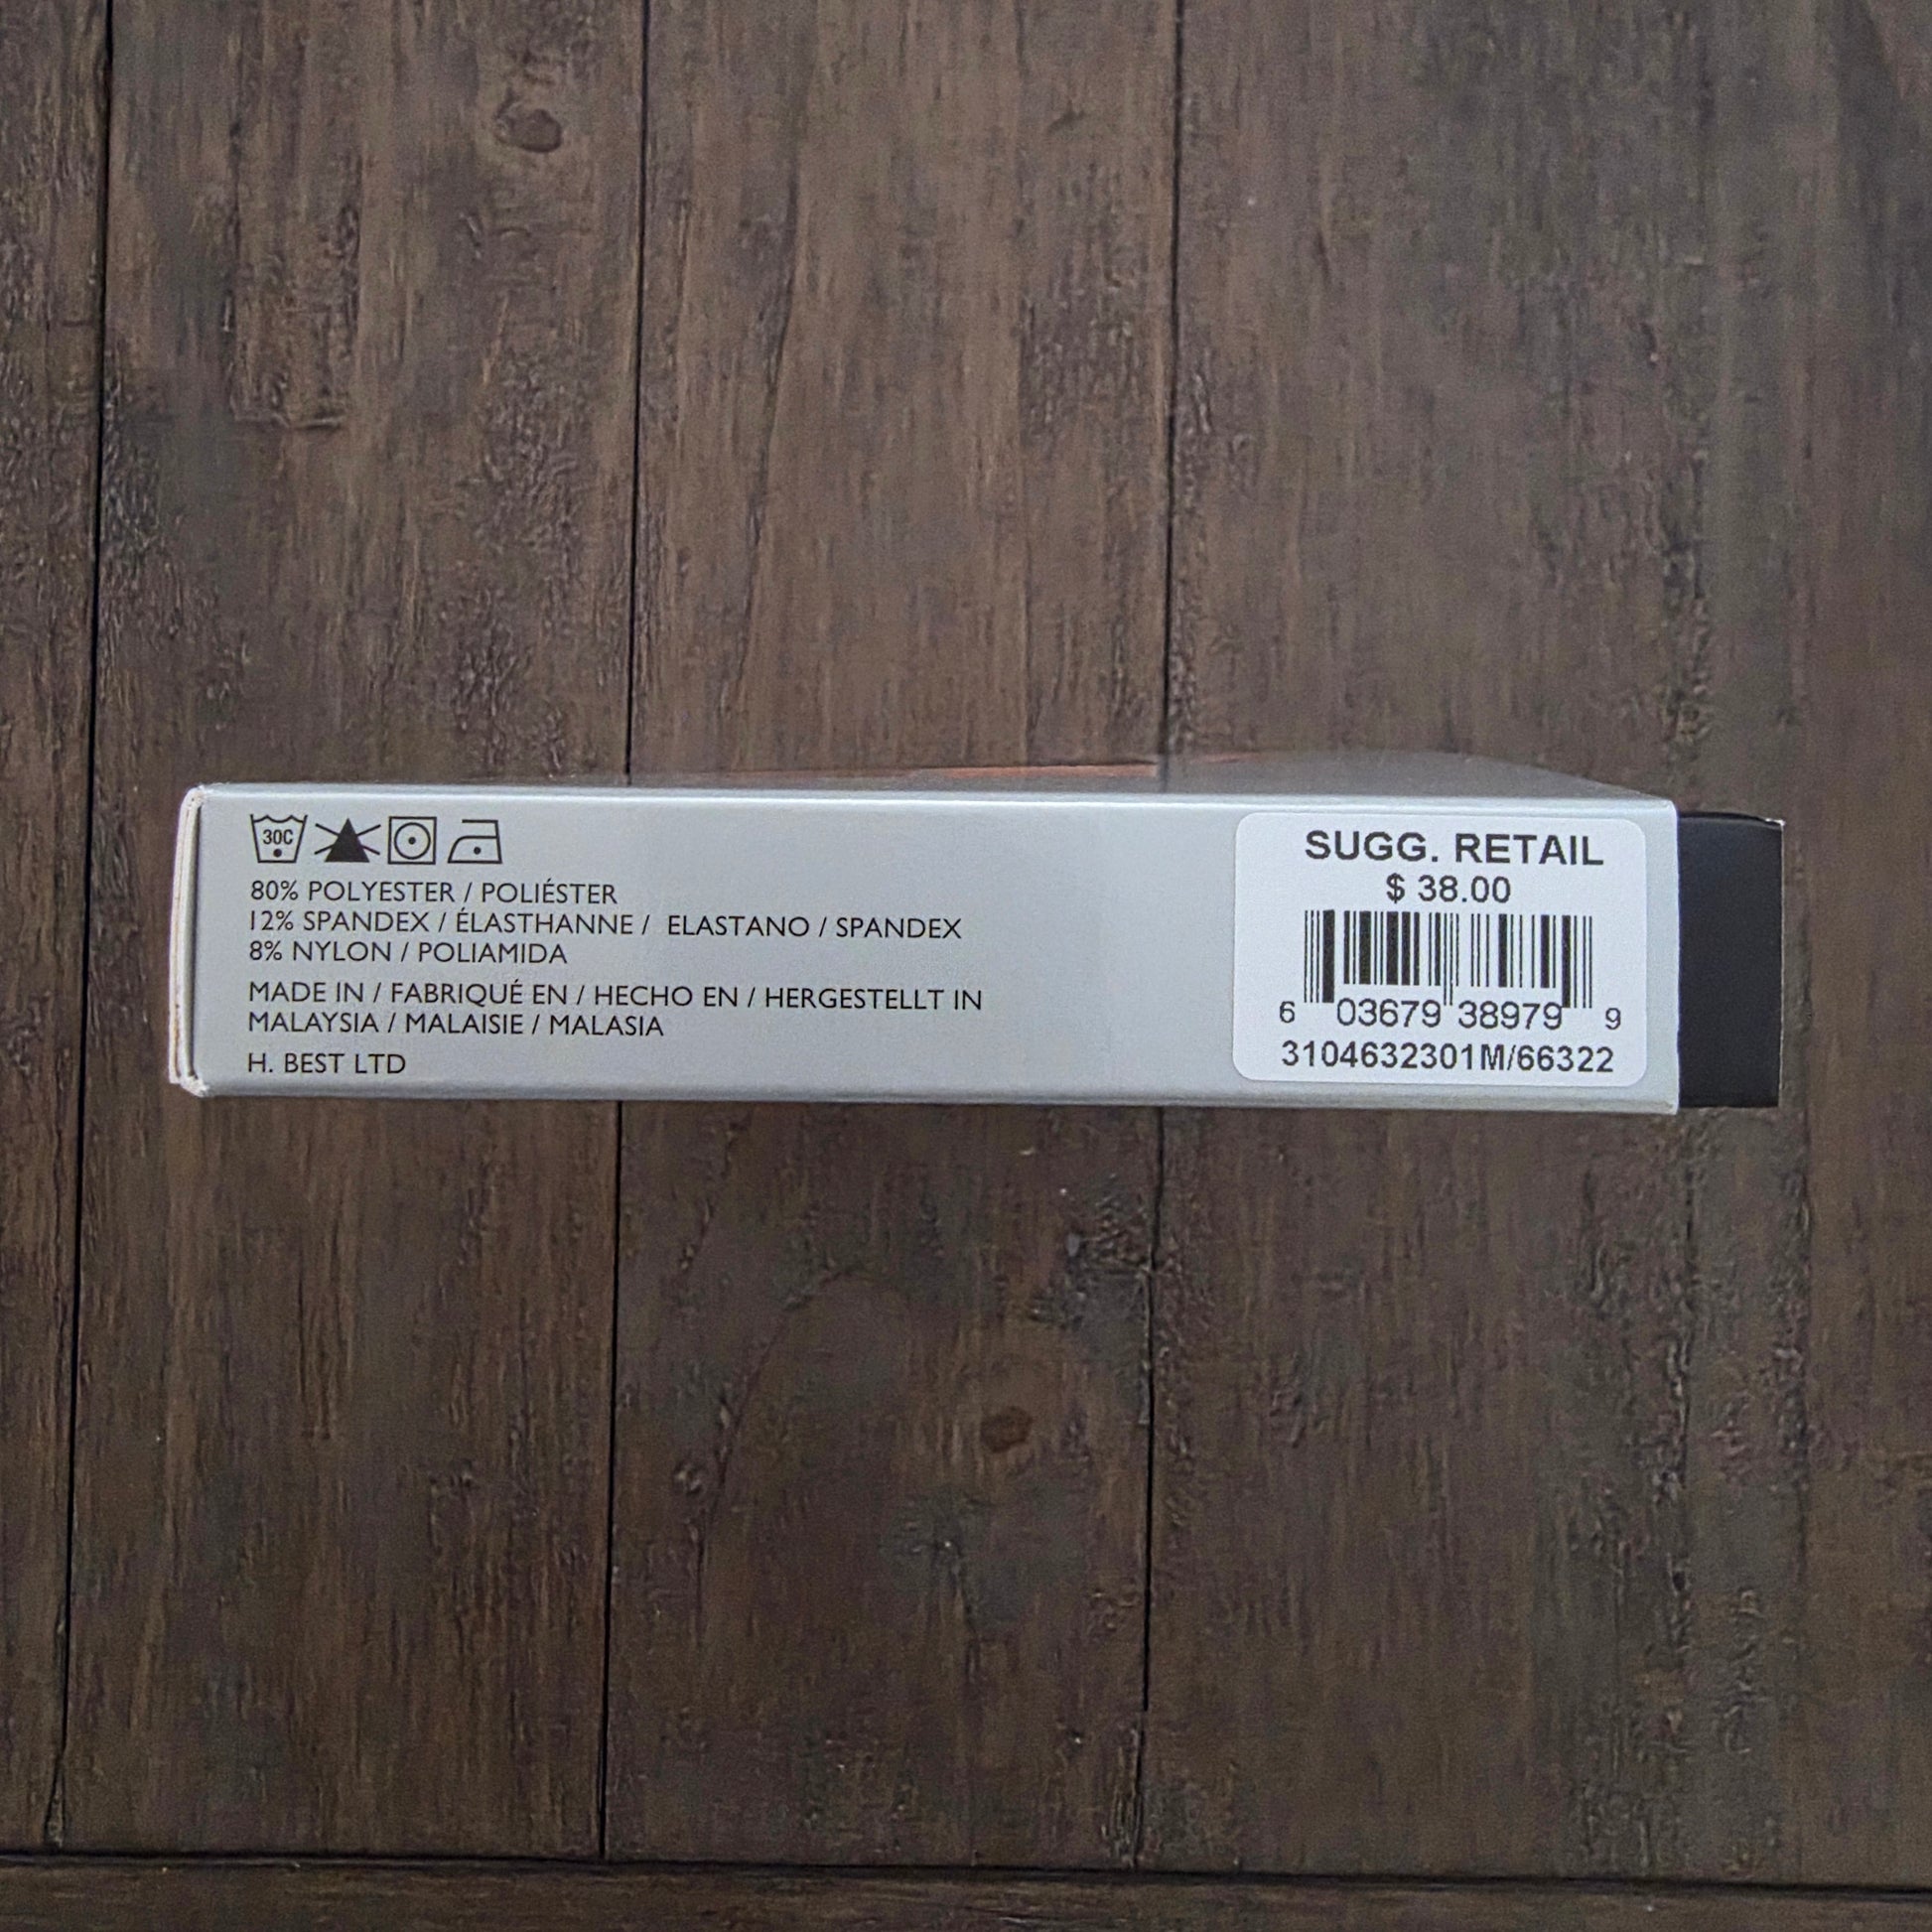 30C
80% POLYESTER / POLIÉSTER
12% SPANDEX / ÉLASTHANNE / ELASTANO / SPANDEX
8% NYLON / POLIAMIDA
MADE IN / FABRIQUÉ EN / HECHO EN / HERGESTELLT IN
MALAYSIA / MALAISIE / MALASIA
H. BEST LTD
SUGG. RETAIL
$ 38.00
6 03679 38979 9
3104632301M/66322